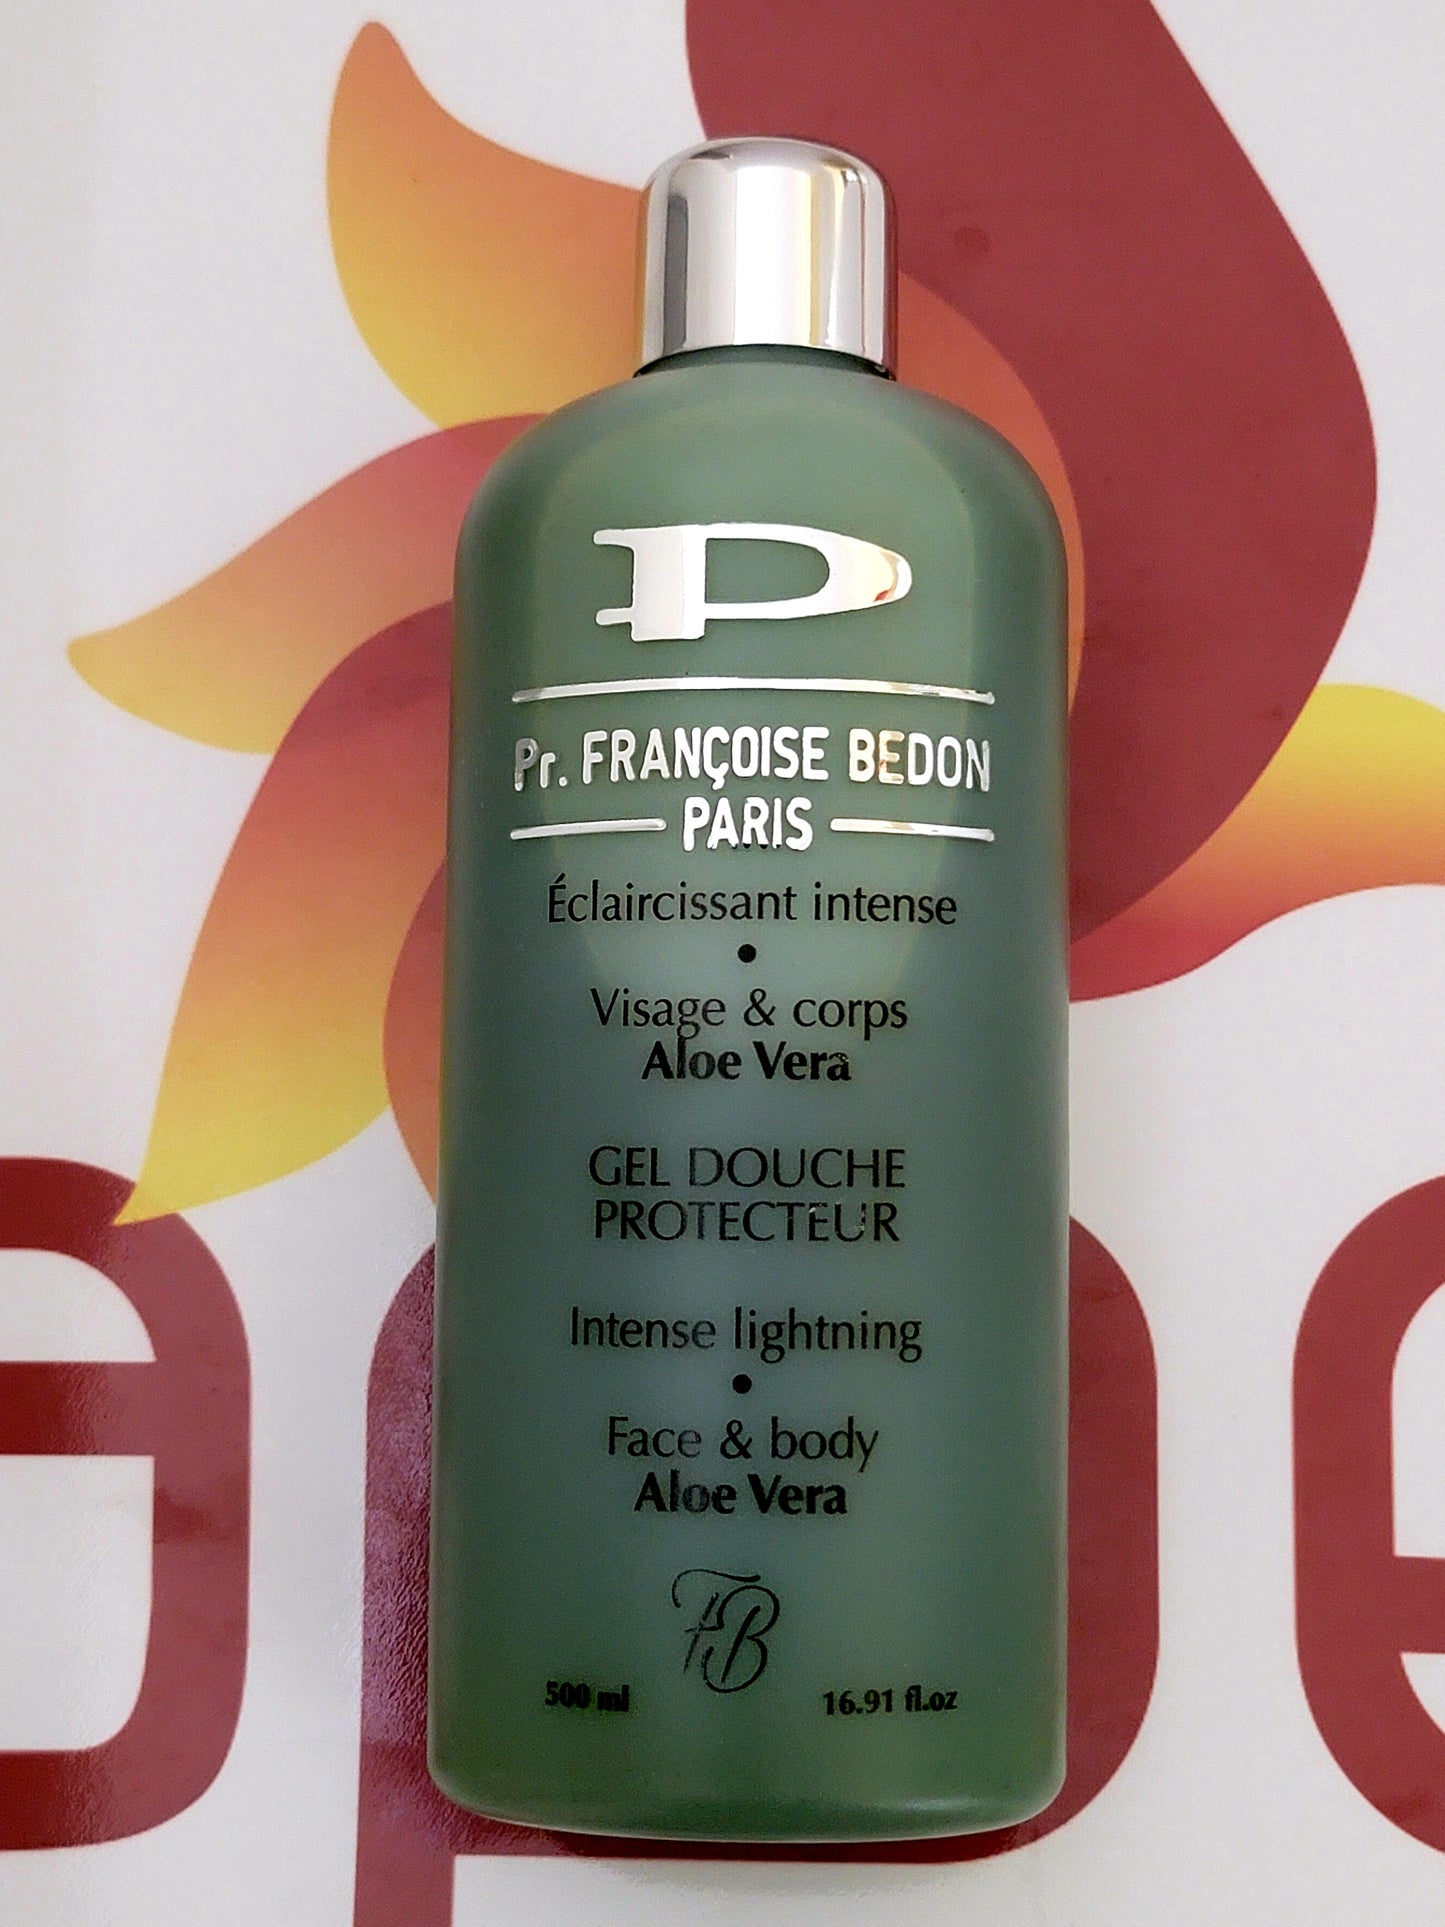 P
Pr. FRANÇOISE BEDON
PARIS
Éclaircissant intense
•
Visage & corps
Aloe Vera
GEL DOUCHE
PROTECTEUR
Intense lightning
•
Face & body
Aloe Vera
FB
500 ml 16.91 fl.oz